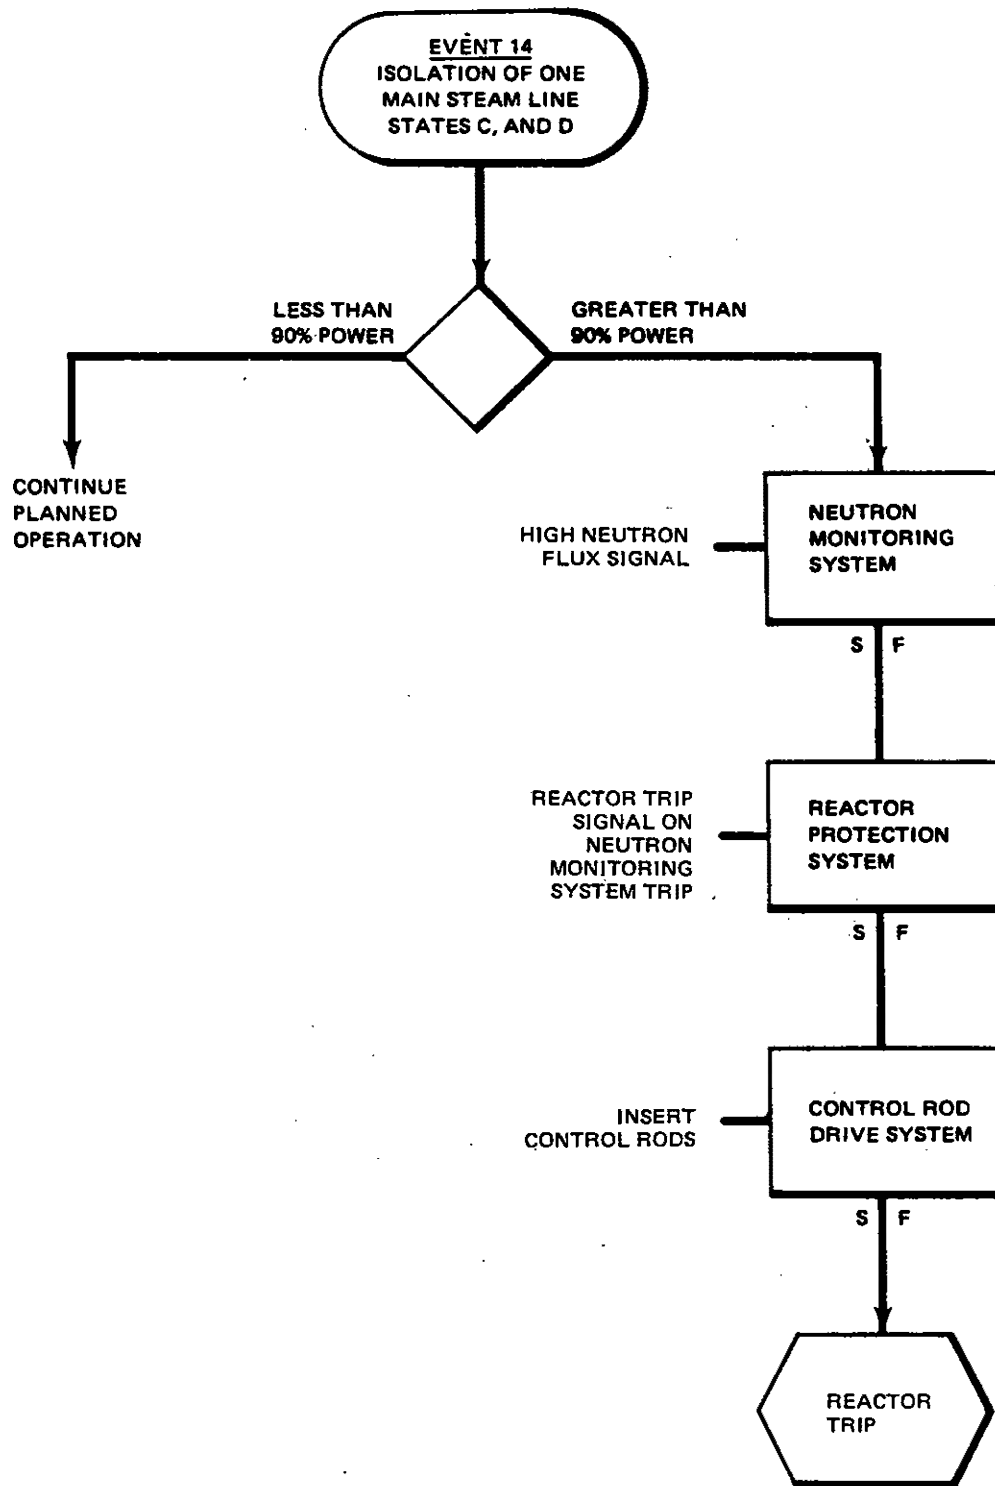 EVENT 14
ISOLATION OF ONE
MAIN STEAM LINE
STATES C, AND D
LESS THAN
90% POWER
GREATER THAN
90% POWER
CONTINUE
PLANNED
OPERATION
HIGH NEUTRON
FLUX SIGNAL
NEUTRON
MONITORING
SYSTEM
S F
REACTOR TRIP
SIGNAL ON
NEUTRON
MONITORING
SYSTEM TRIP
REACTOR
PROTECTION
SYSTEM
S F
INSERT
CONTROL RODS
CONTROL ROD
DRIVE SYSTEM
S F
REACTOR
TRIP